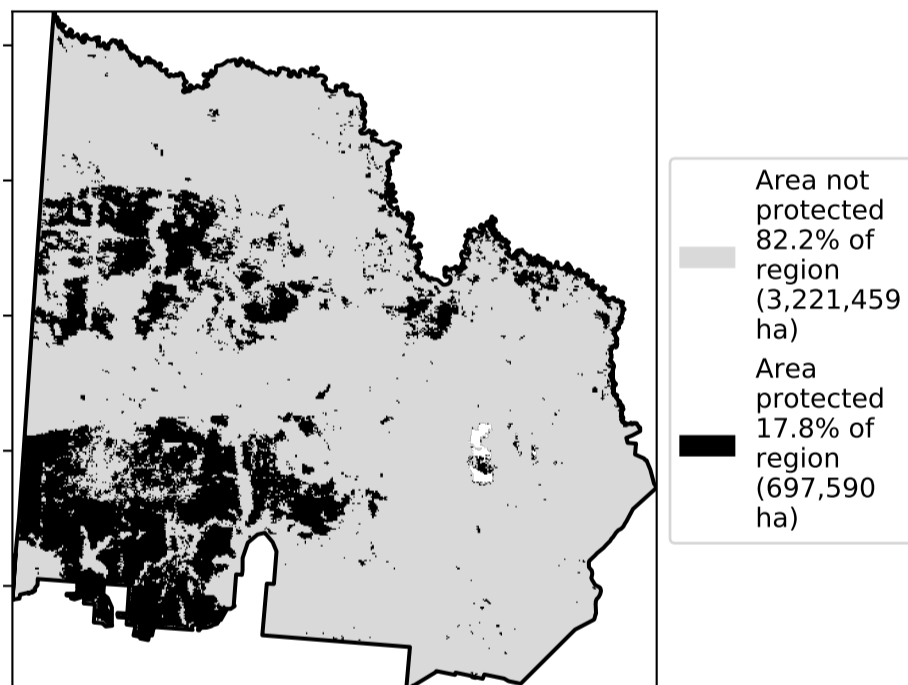 Area not
protected
82.2% of
region
(3,221,459
ha)
Area
protected
17.8% of
region
(697,590
ha)